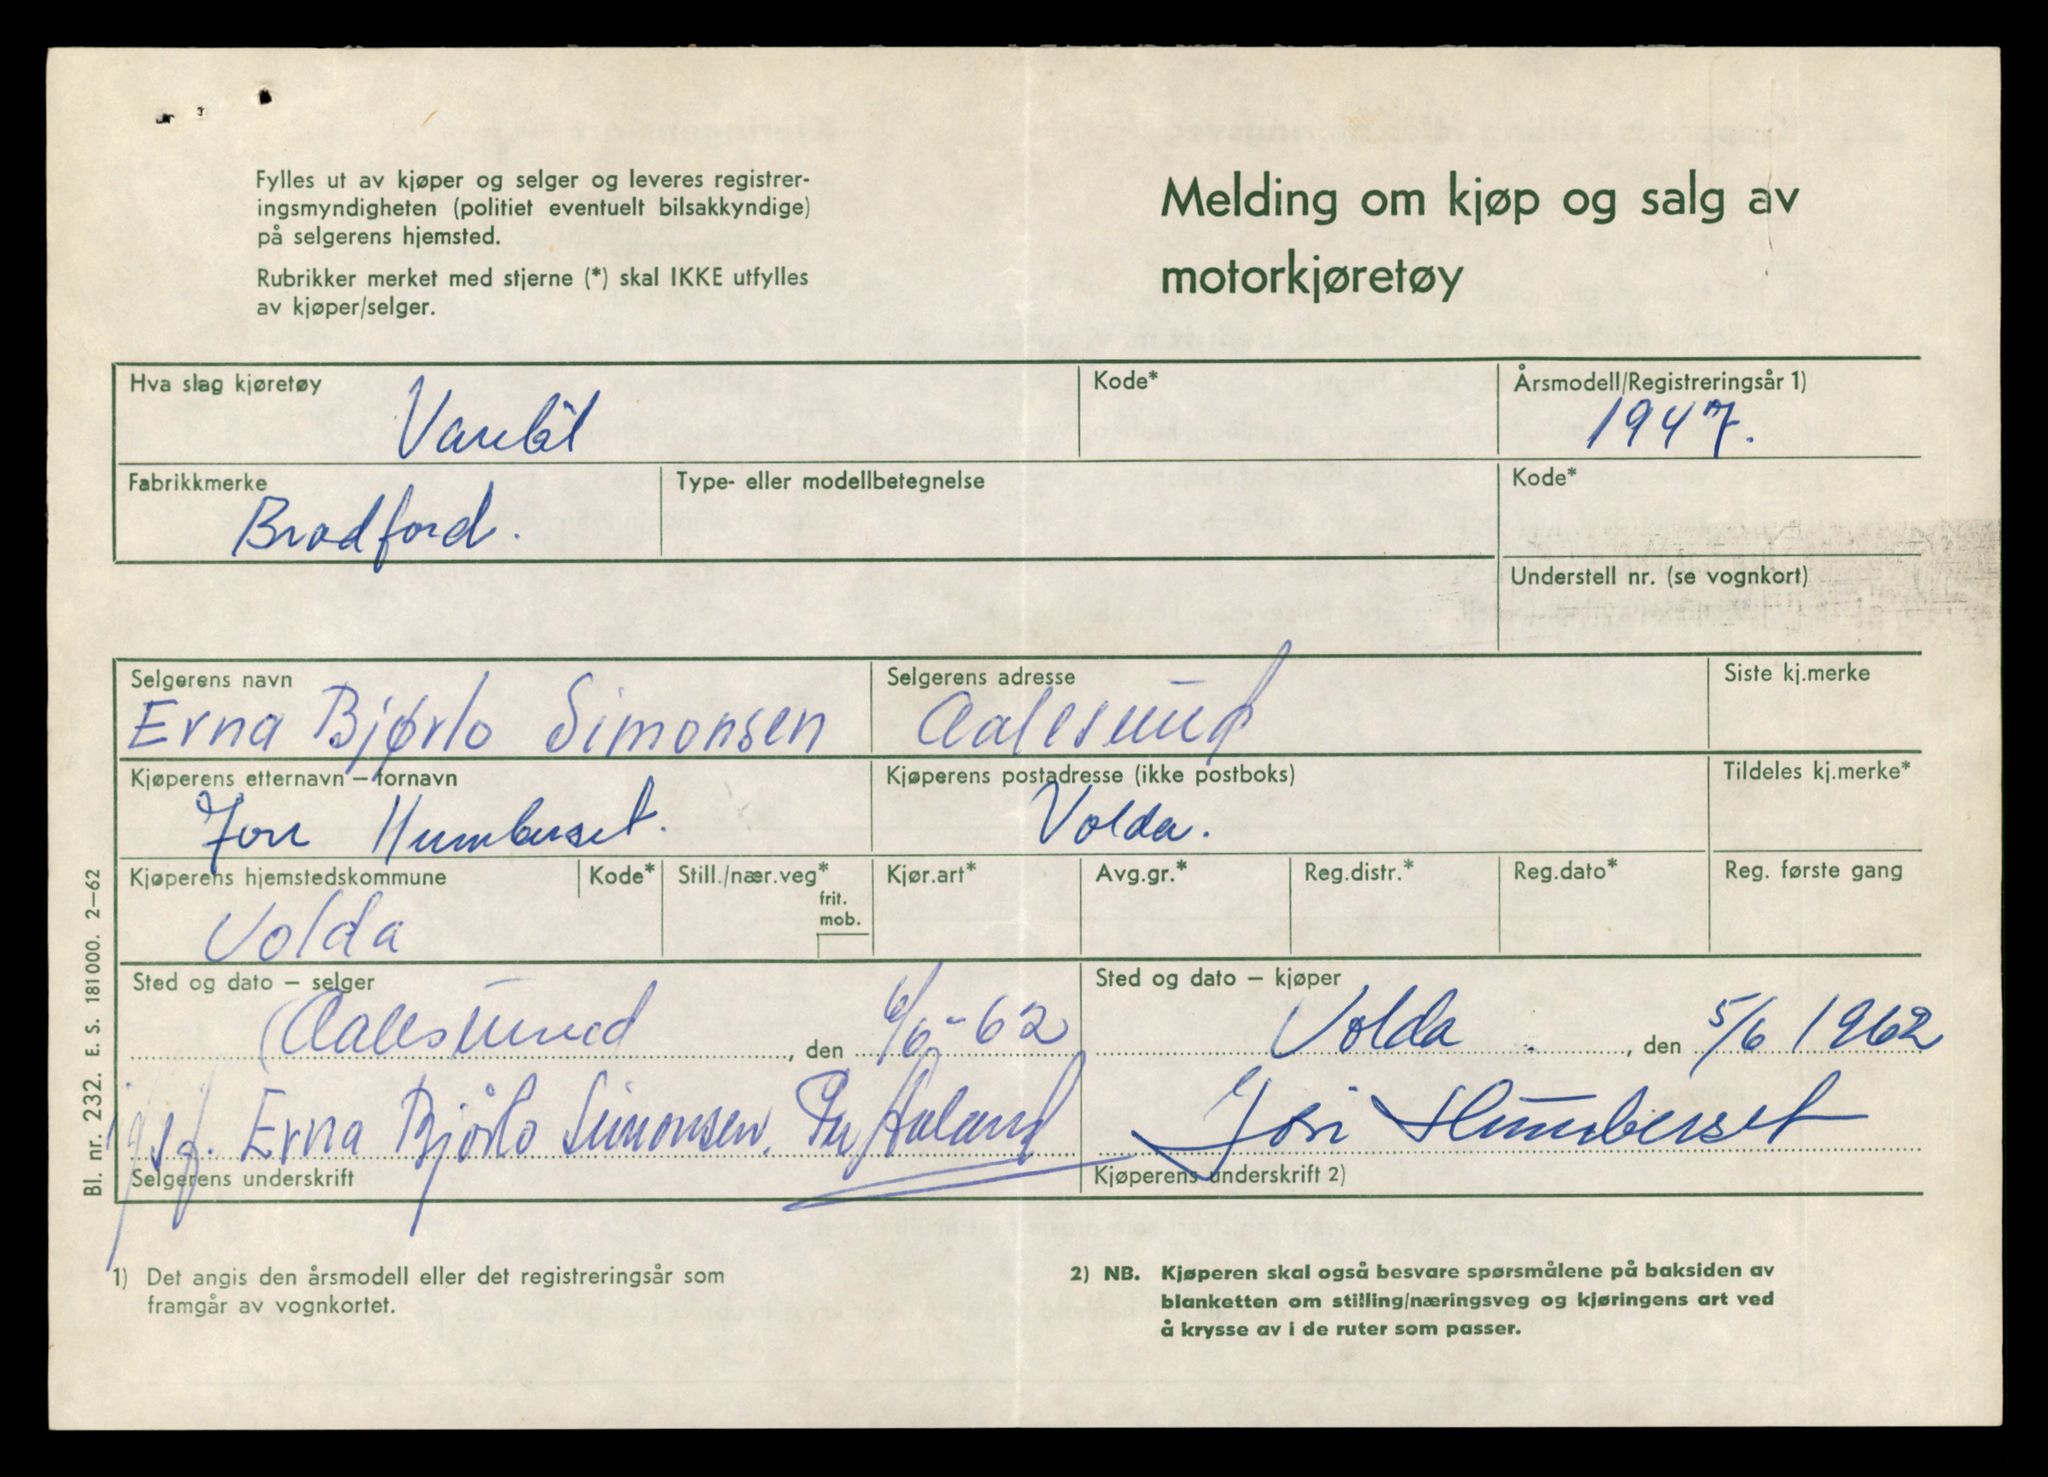 Fylles ut av kjøper og selger og leveres registrer-
ingsmyndigheten (politiet eventuelt bilsakkyndige)
på selgerens hjemsted.
Rubrikker merket med stjerne (*) skal IKKE utfylles
av kjøper/selger.
Melding om kjøp og salg av
motorkjøretøy
Hva slag kjøretøy
Varebil
Kode*
Årsmodell/Registreringsår 1)
1947.
Fabrikkmerke
Bradford.
Type- eller modellbetegnelse
Kode*
Understell nr. (se vognkort)
Selgerens navn
Erna Bjørlo Simonsen
Selgerens adresse
Aalesund
Siste kj.merke
Kjøperens etternavn – fornavn
Jon Humberset.
Kjøperens postadresse (ikke postboks)
Volda.
Tildeles kj.merke*
Kjøperens hjemstedskommune
Volda
Kode*
Still./nær.veg*
frit.
mob.
Kjør.art*
Avg.gr.*
Reg.distr.*
Reg.dato*
Reg. første gang
Sted og dato – selger
Aalesund, den 6/6-62
Sted og dato – kjøper
Volda, den 5/6 1962
Erna Bjørlo Simonsen.
Selgerens underskrift
Jon Humberset
Kjøperens underskrift 2)
Bl. nr. 232. E. S. 181000. 2–62
1) Det angis den årsmodell eller det registreringsår som
framgår av vognkortet.
2) NB. Kjøperen skal også besvare spørsmålene på baksiden av
blanketten om stilling/næringsveg og kjøringens art ved
å krysse av i de ruter som passer.